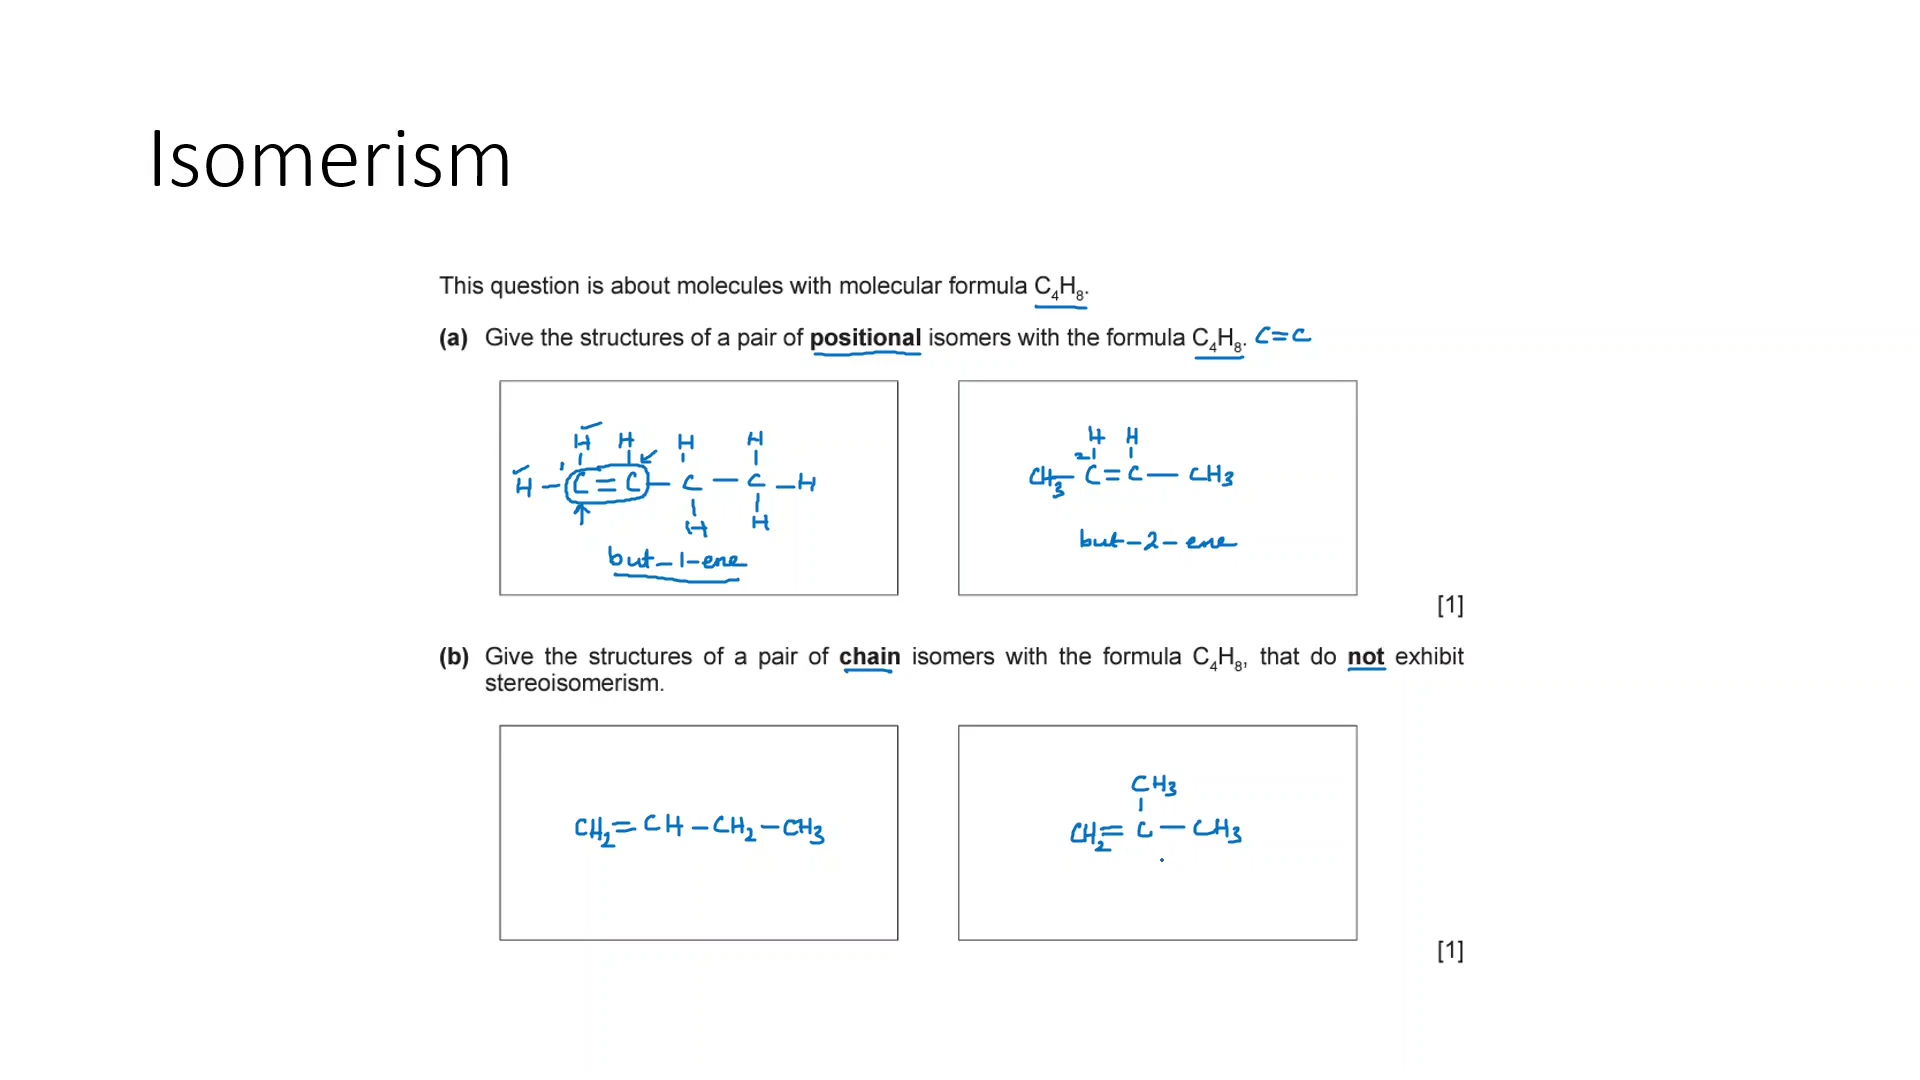 Isomerism
This question is about molecules with molecular formula C₄H₈.
(a) Give the structures of a pair of positional isomers with the formula C₄H₈. C=C
H H H H
H – C = C – C – C – H
1
H H
but-1-ene
H H
2
CH₃ – C = C – CH₃
but-2-ene
[1]
(b) Give the structures of a pair of chain isomers with the formula C₄H₈, that do not exhibit
stereoisomerism.
CH₂ = CH – CH₂ – CH₃
CH₃
CH₂ = C – CH₃
[1]